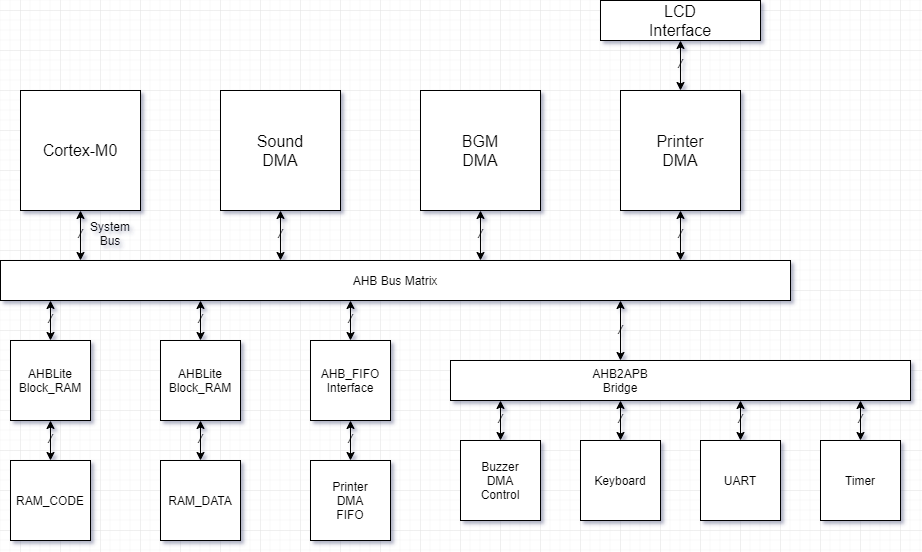 LCD
Interface
Cortex-M0
Sound
DMA
BGM
DMA
Printer
DMA
System
Bus
AHB Bus Matrix
AHBLite
Block_RAM
AHBLite
Block_RAM
AHB_FIFO
Interface
AHB2APB
Bridge
RAM_CODE
RAM_DATA
Printer
DMA
FIFO
Buzzer
DMA
Control
Keyboard
UART
Timer